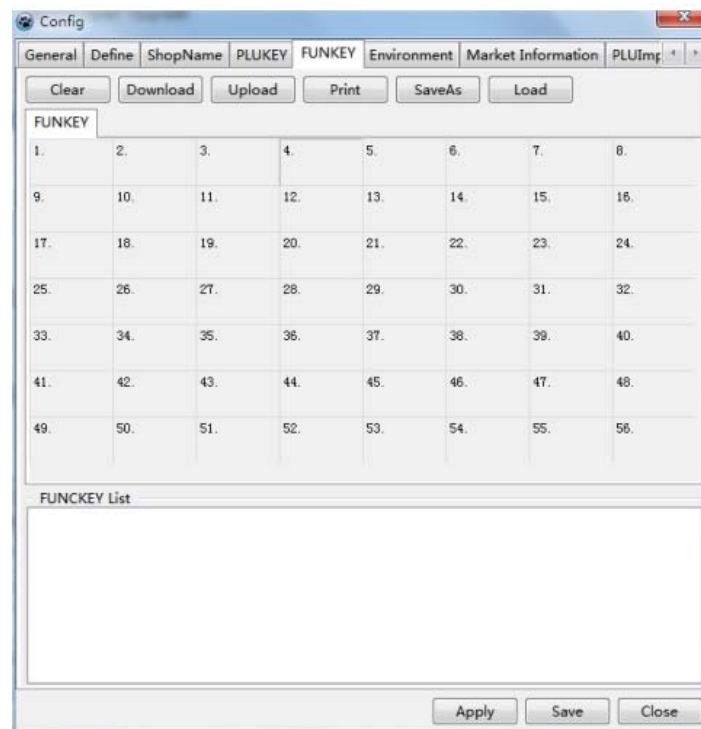 Config
General Define ShopName PLUKEY FUNKEY Environment Market Information PLUImp
Clear Download Upload Print SaveAs Load
FUNKEY
1. 2. 3. 4. 5. 6. 7. 8.
9. 10. 11. 12. 13. 14. 15. 16.
17. 18. 19. 20. 21. 22. 23. 24.
25. 26. 27. 28. 29. 30. 31. 32.
33. 34. 35. 36. 37. 38. 39. 40.
41. 42. 43. 44. 45. 46. 47. 48.
49. 50. 51. 52. 53. 54. 55. 56.
FUNCKEY List
Apply Save Close